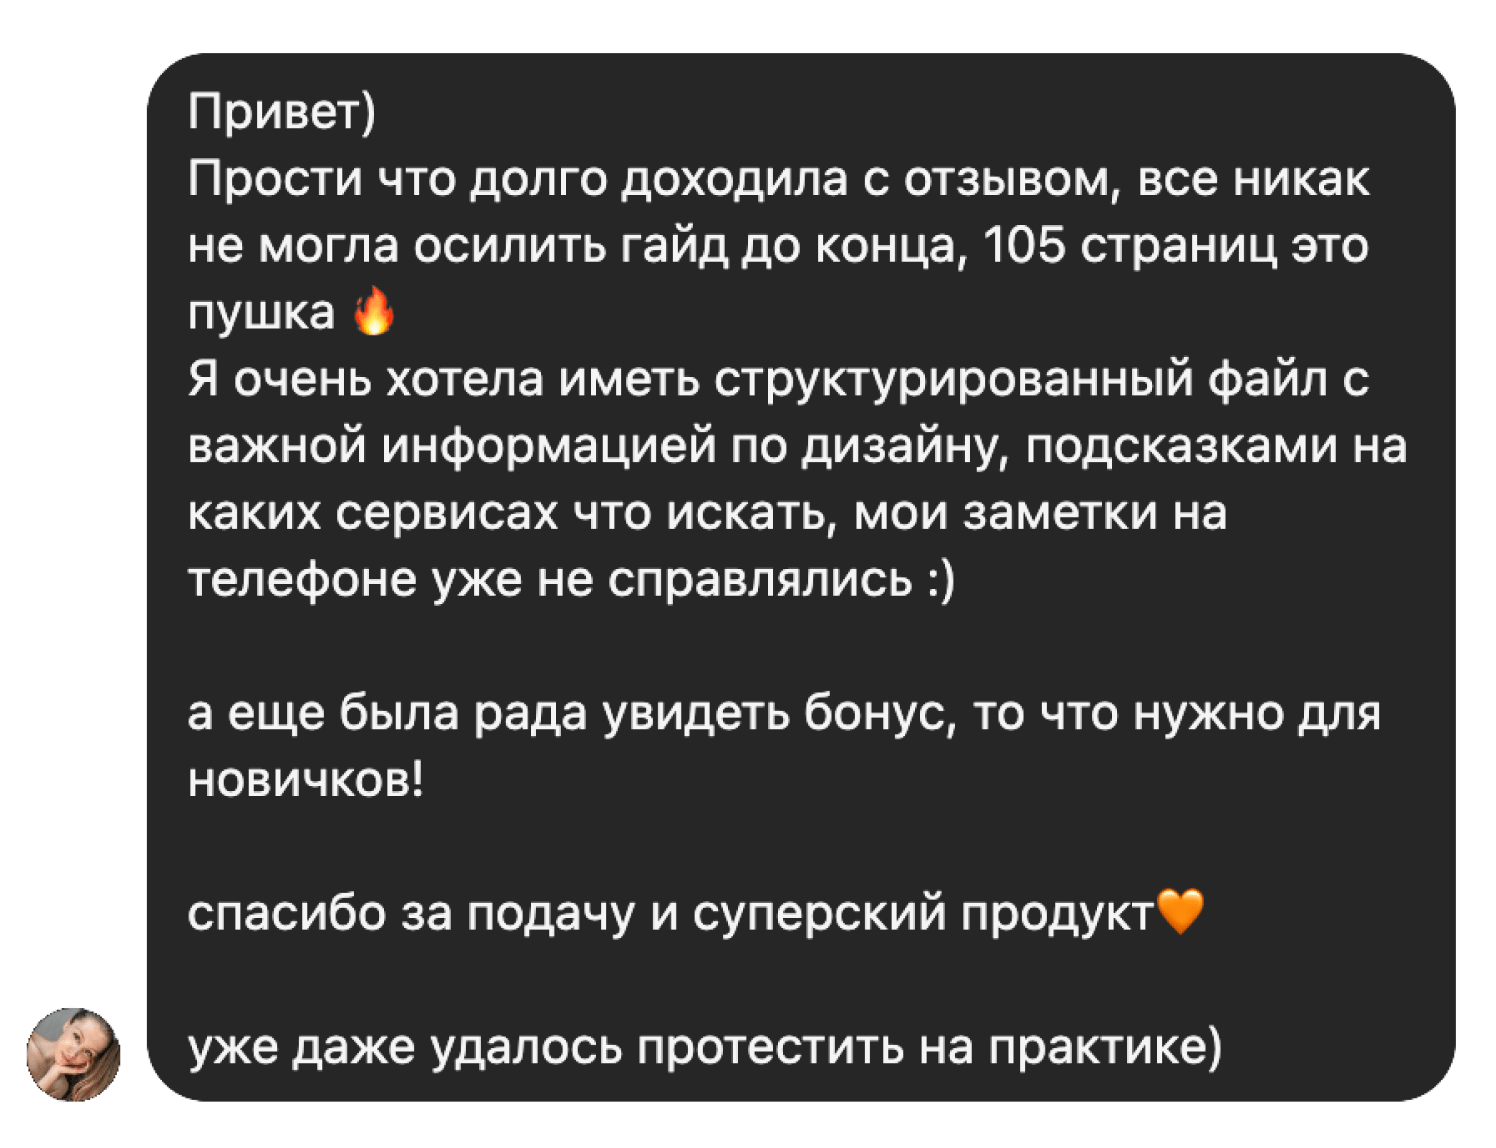 Привет)
Прости что долго доходила с отзывом, все никак
не могла осилить гайд до конца, 105 страниц это
пушка 🔥
Я очень хотела иметь структурированный файл с
важной информацией по дизайну, подсказками на
каких сервисах что искать, мои заметки на
телефоне уже не справлялись :)
а еще была рада увидеть бонус, то что нужно для
новичков!
спасибо за подачу и суперский продукт🧡
уже даже удалось протестить на практике)